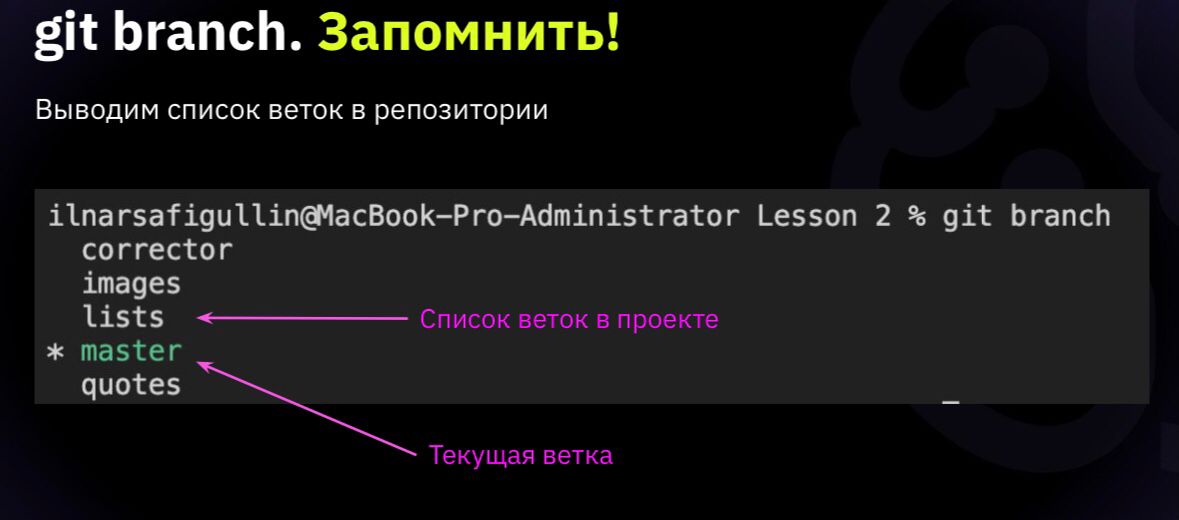 git branch. Запомнить!
Выводим список веток в репозитории
ilnarsafigullin@MacBook-Pro-Administrator Lesson 2 % git branch
corrector
images
lists
Список веток в проекте
* master
quotes
Текущая ветка